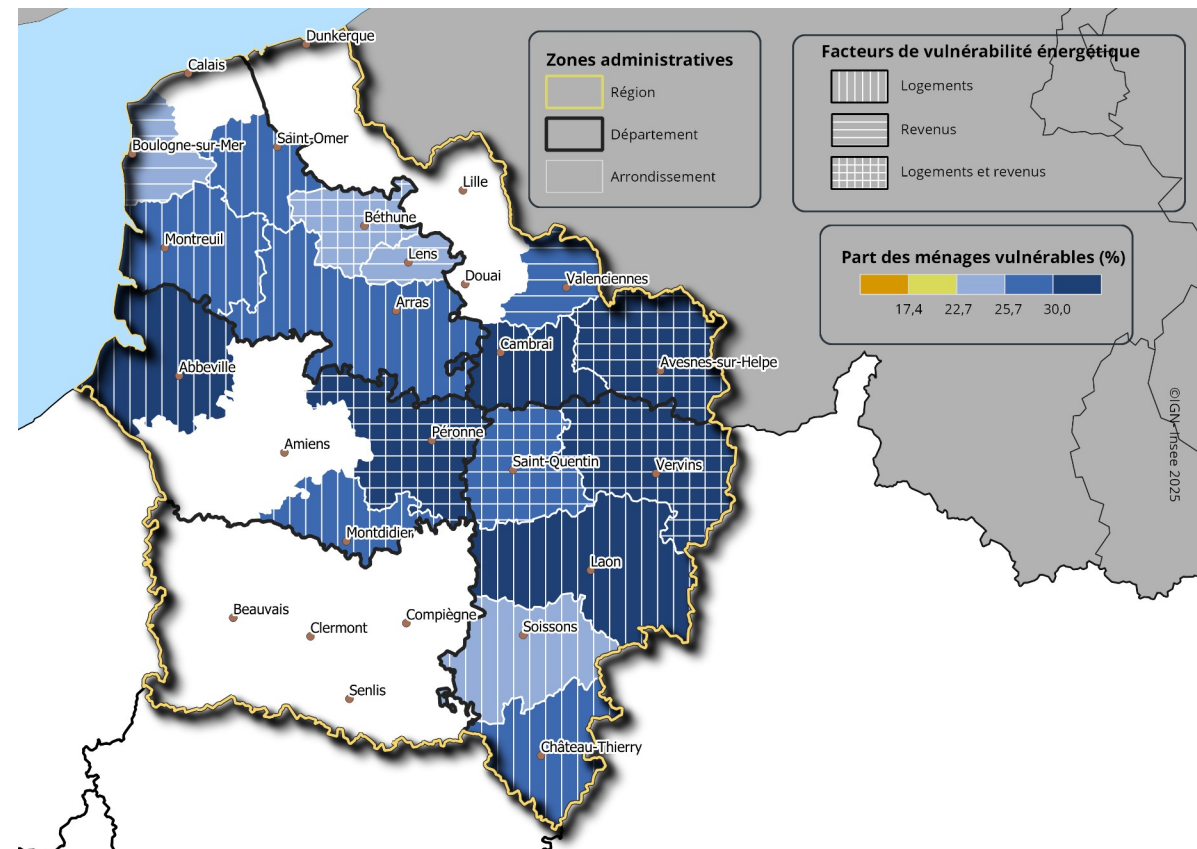 Dunkerque
Calais
Boulogne-sur-Mer
Saint-Omer
Lille
Béthune
Montreuil
Lens
Douai
Valenciennes
Arras
Cambrai
Avesnes-sur-Helpe
Abbeville
Amiens
Péronne
Saint-Quentin
Vervins
Montdidier
Laon
Beauvais
Clermont
Compiègne
Soissons
Senlis
Château-Thierry
Zones administratives
Région
Département
Arrondissement
Facteurs de vulnérabilité énergétique
Logements
Revenus
Logements et revenus
Part des ménages vulnérables (%)
17,4 22,7 25,7 30,0
©IGN-Insee 2025